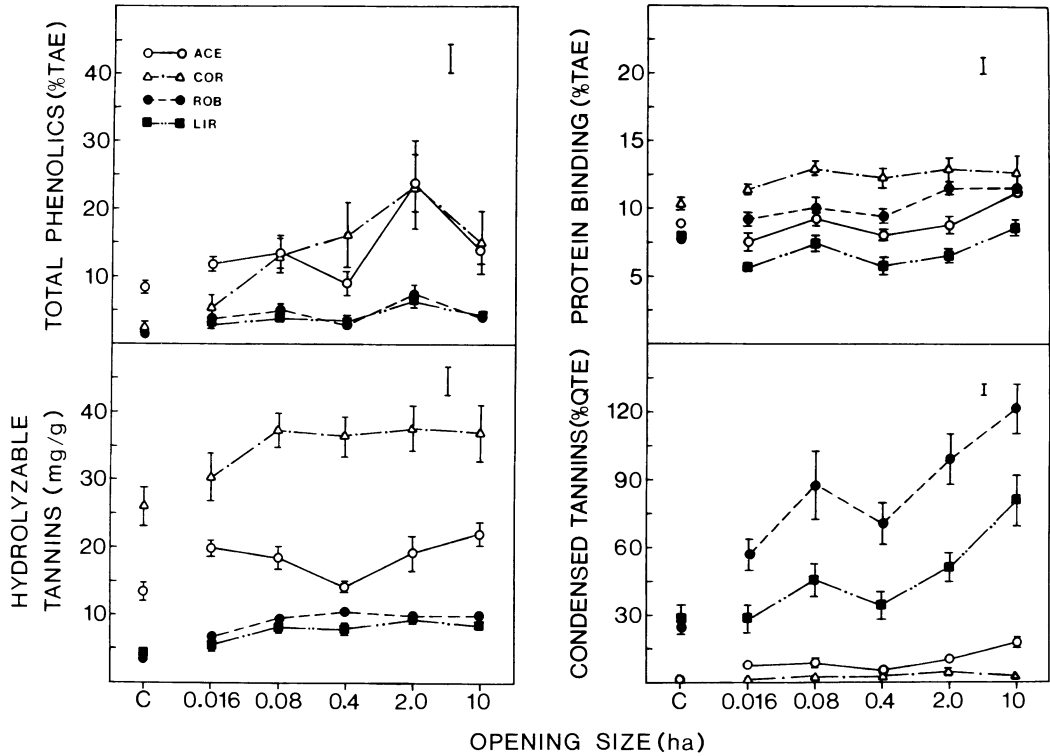 TOTAL PHENOLICS (%TAE)
40
30
20
10
ACE
COR
ROB
LIR
PROTEIN BINDING (%TAE)
20
15
10
5
HYDROLYZABLE
TANNINS (mg/g)
40
30
20
10
C 0.016 0.08 0.4 2.0 10
CONDENSED TANNINS (%QTE)
120
90
60
30
C 0.016 0.08 0.4 2.0 10
OPENING SIZE (ha)